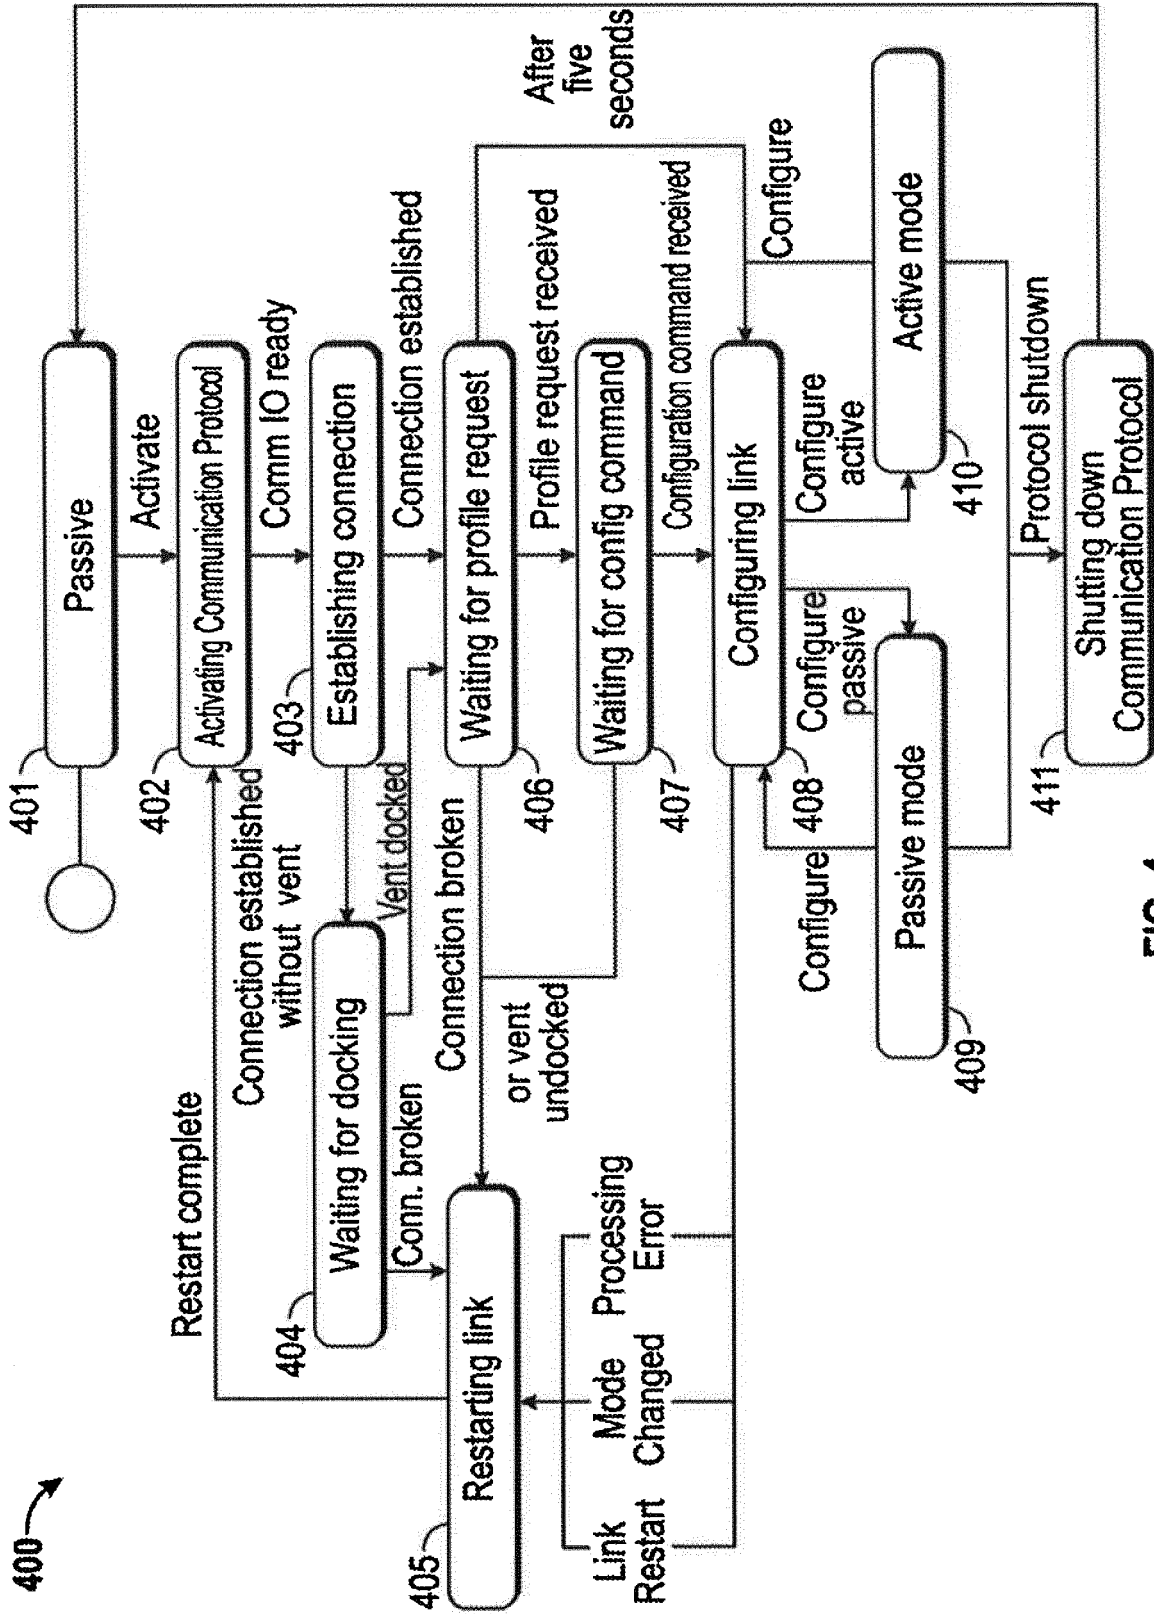 400
401
Passive
Activate
402
Activating Communication Protocol
Restart complete
Connection established
without vent
Comm IO ready
403
Establishing connection
404
Waiting for docking
Vent docked
Conn. broken
Connection established
405
Restarting link
Connection broken
or vent
undocked
406
Waiting for profile request
After
five
seconds
Profile request received
407
Waiting for config command
Configuration command received
Link
Restart
Mode
Changed
Processing
Error
408
Configuring link
Configure
Configure
passive
Configure
active
Configure
409
Passive mode
410
Active mode
Protocol shutdown
411
Shutting down
Communication Protocol